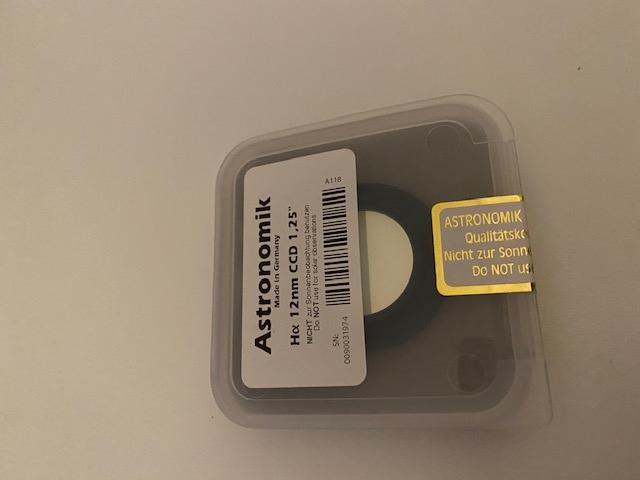 Astronomik
Made in Germany
Hα 12nm CCD 1,25"
NICHT zur Sonnenbeobachtung benutzen
Do NOT use for solar observations
A118
SN:
O090031974
ASTRONOMIK
Qualitätsko
Nicht zur Sonn
Do NOT us